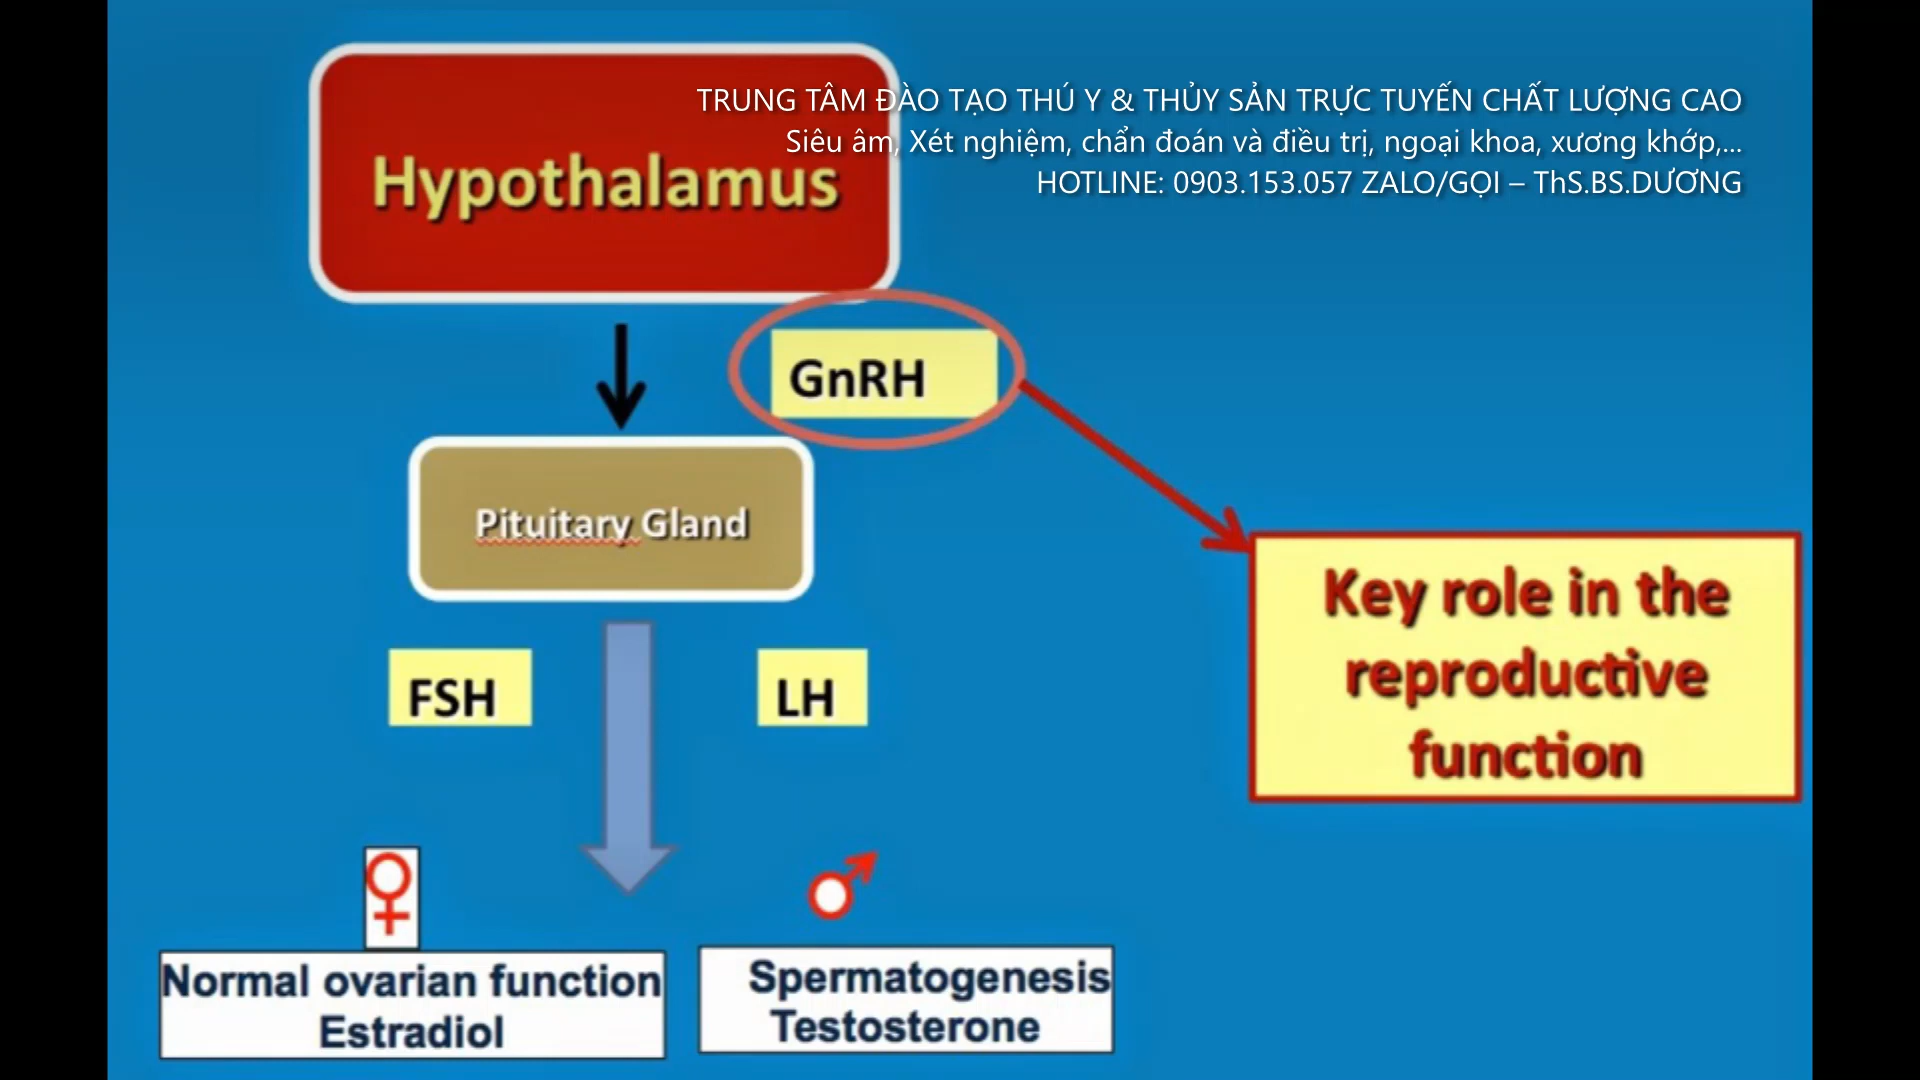 TRUNG TÂM ĐÀO TẠO THÚ Y & THỦY SẢN TRỰC TUYẾN CHẤT LƯỢNG CAO
Siêu âm, Xét nghiệm, chẩn đoán và điều trị, ngoại khoa, xương khớp,...
HOTLINE: 0903.153.057 ZALO/GỌI – ThS.BS.DƯƠNG
Hypothalamus
GnRH
Pituitary Gland
Key role in the
reproductive
function
FSH
LH
Normal ovarian function
Estradiol
Spermatogenesis
Testosterone